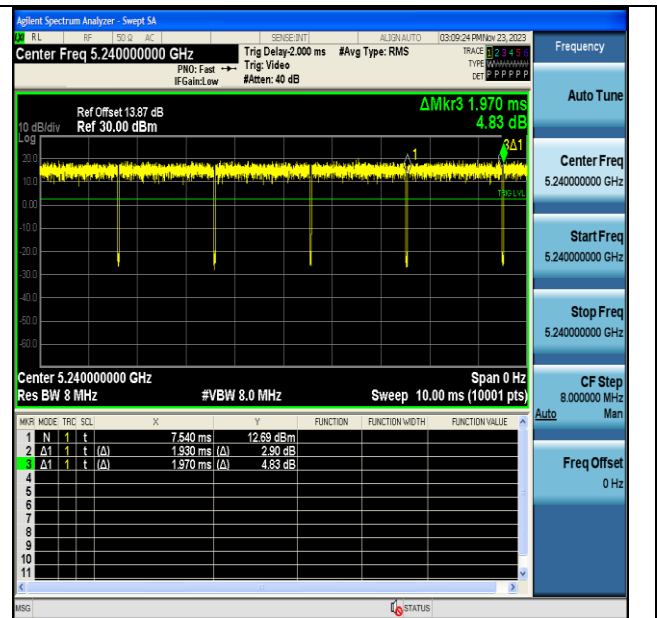 Agilent Spectrum Analyzer - Swept SA
RL RF 50 Ω AC SENSE:INT ALIGN AUTO 03:09:24 PM Nov 23, 2023
Center Freq 5.240000000 GHz
PNO: Fast
IFGain:Low
Trig Delay-2.000 ms
Trig: Video
#Atten: 40 dB
#Avg Type: RMS
TRACE 1 2 3 4 5 6
TYPE WWWWWW
DET P P P P P P
Ref Offset 13.87 dB
10 dB/div Ref 30.00 dBm
Log
ΔMkr3 1.970 ms
4.83 dB
3Δ1
1
20.0
10.0
TRIG LVL
0.00
-10.0
-20.0
-30.0
-40.0
-50.0
-60.0
Center 5.240000000 GHz Span 0 Hz
Res BW 8 MHz #VBW 8.0 MHz Sweep 10.00 ms (10001 pts)
MKR MODE TRC SCL X Y FUNCTION FUNCTION WIDTH FUNCTION VALUE
1 N 1 t 7.540 ms 12.69 dBm
2 Δ1 1 t (Δ) 1.930 ms (Δ) 2.90 dB
3 Δ1 1 t (Δ) 1.970 ms (Δ) 4.83 dB
4
5
6
7
8
9
10
11
MSG STATUS
Frequency
Auto Tune
Center Freq
5.240000000 GHz
Start Freq
5.240000000 GHz
Stop Freq
5.240000000 GHz
CF Step
8.000000 MHz
Auto Man
Freq Offset
0 Hz